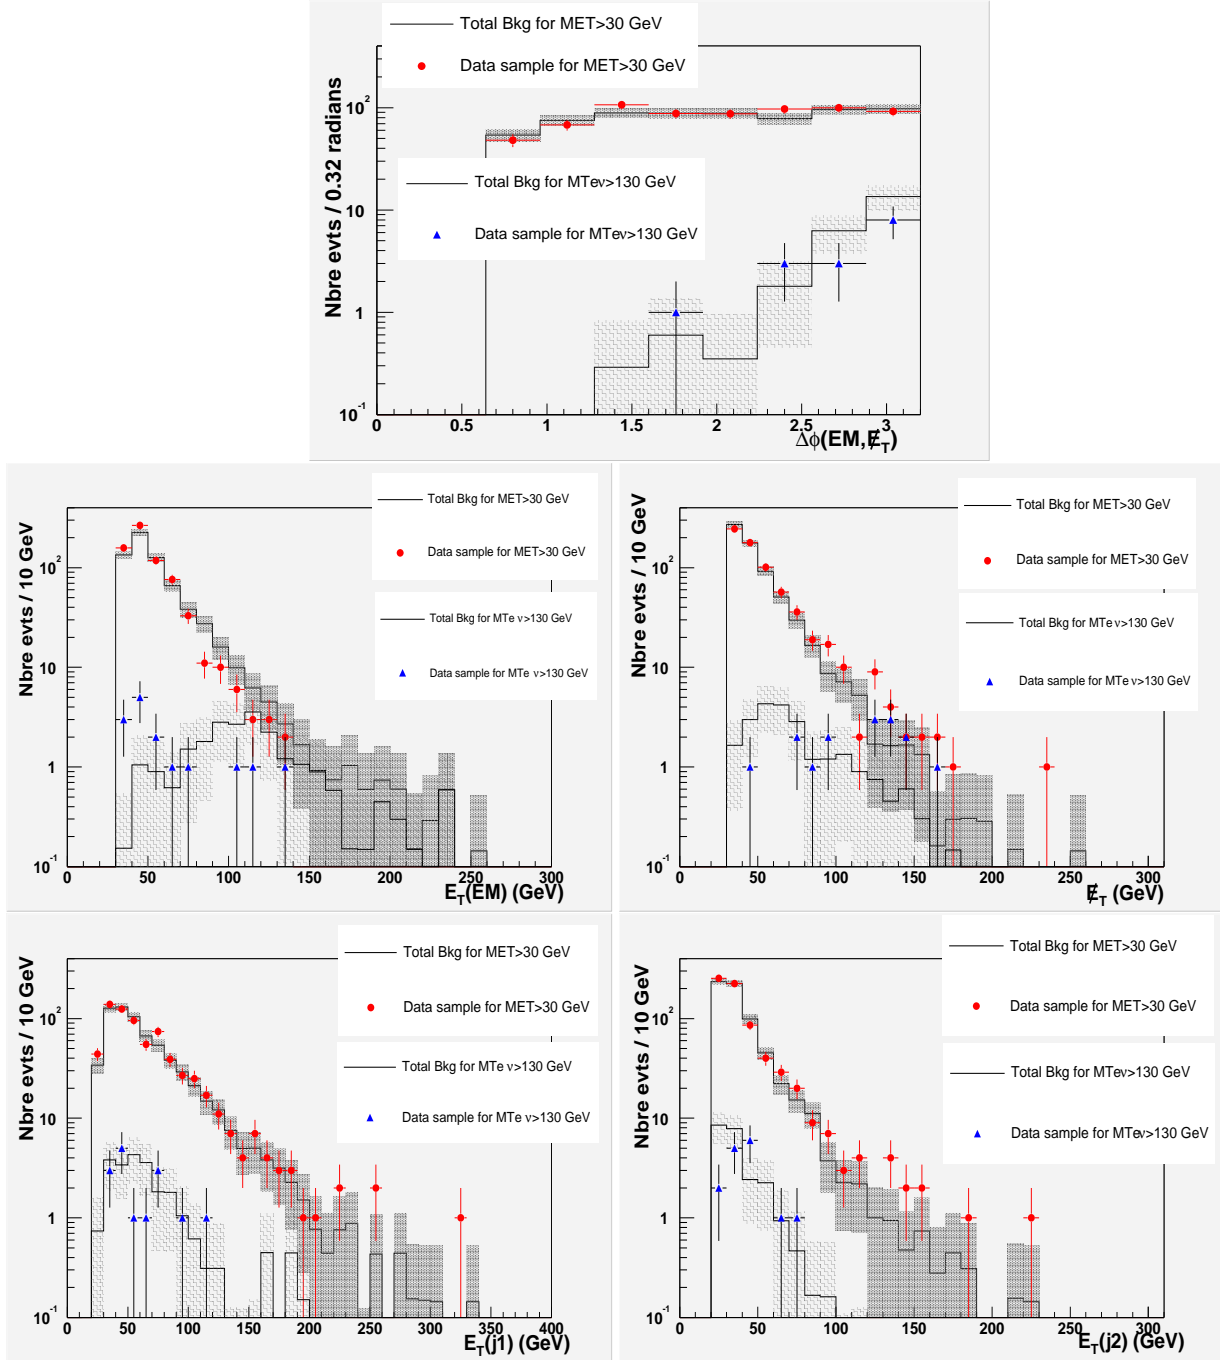 Total Bkg for MET>30 GeV
Data sample for MET>30 GeV
Total Bkg for MTeν>130 GeV
Data sample for MTeν>130 GeV
Nbre evts / 0.32 radians
10²
10
1
10⁻¹
0 0.5 1 1.5 2 2.5 3
Δϕ(EM,E̸_T)
Total Bkg for MET>30 GeV
Data sample for MET>30 GeV
Total Bkg for MTe ν>130 GeV
Data sample for MTe ν>130 GeV
Nbre evts / 10 GeV
10²
10
1
10⁻¹
0 50 100 150 200 250 300
E_T(EM) (GeV)
Total Bkg for MET>30 GeV
Data sample for MET>30 GeV
Total Bkg for MTe ν>130 GeV
Data sample for MTe ν>130 GeV
Nbre evts / 10 GeV
10²
10
1
10⁻¹
0 50 100 150 200 250 300
E̸_T (GeV)
Total Bkg for MET>30 GeV
Data sample for MET>30 GeV
Total Bkg for MTe ν>130 GeV
Data sample for MTe ν>130 GeV
Nbre evts / 10 GeV
10²
10
1
10⁻¹
0 50 100 150 200 250 300 350 400
E_T(j1) (GeV)
Total Bkg for MET>30 GeV
Data sample for MET>30 GeV
Total Bkg for MTeν>130 GeV
Data sample for MTeν>130 GeV
Nbre evts / 10 GeV
10²
10
1
10⁻¹
0 50 100 150 200 250 300
E_T(j2) (GeV)